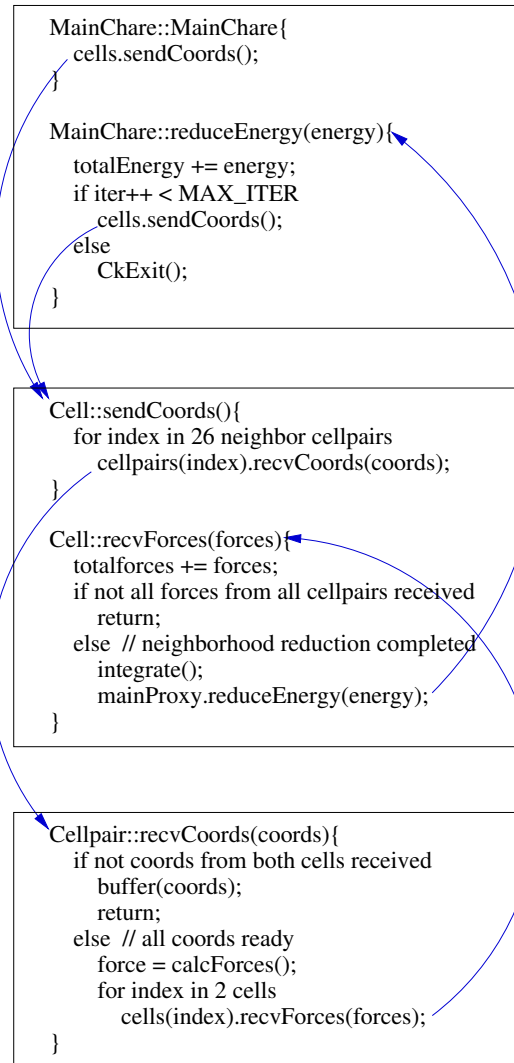 MainChare::MainChare{
cells.sendCoords();
}
MainChare::reduceEnergy(energy){
totalEnergy += energy;
if iter++ < MAX_ITER
cells.sendCoords();
else
CkExit();
}
Cell::sendCoords(){
for index in 26 neighbor cellpairs
cellpairs(index).recvCoords(coords);
}
Cell::recvForces(forces){
totalforces += forces;
if not all forces from all cellpairs received
return;
else // neighborhood reduction completed
integrate();
mainProxy.reduceEnergy(energy);
}
Cellpair::recvCoords(coords){
if not coords from both cells received
buffer(coords);
return;
else // all coords ready
force = calcForces();
for index in 2 cells
cells(index).recvForces(forces);
}